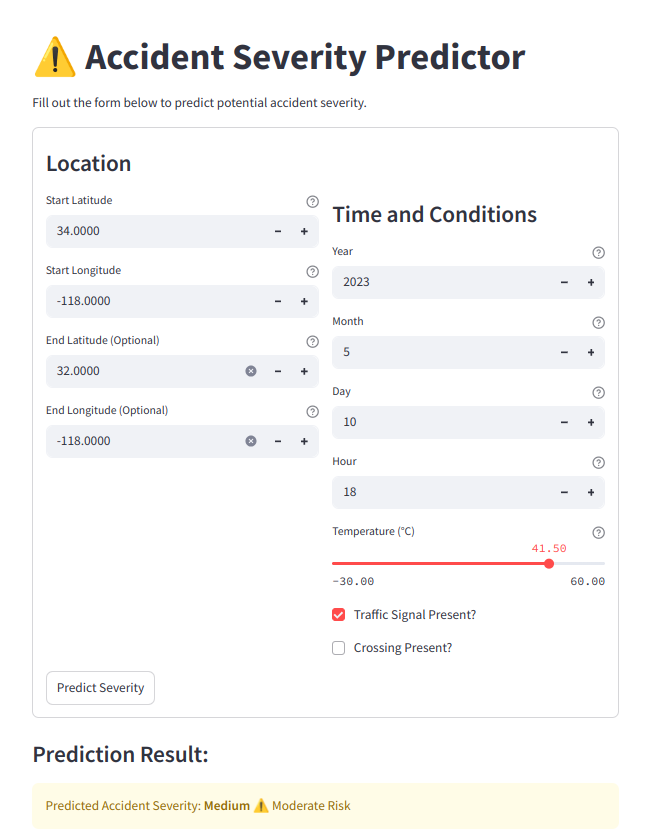 ⚠️ Accident Severity Predictor
Fill out the form below to predict potential accident severity.
Location
Start Latitude
34.0000
Start Longitude
-118.0000
End Latitude (Optional)
32.0000
End Longitude (Optional)
-118.0000
Time and Conditions
Year
2023
Month
5
Day
10
Hour
18
Temperature (°C)
41.50
-30.00 60.00
Traffic Signal Present?
Crossing Present?
Predict Severity
Prediction Result:
Predicted Accident Severity: Medium ⚠️ Moderate Risk